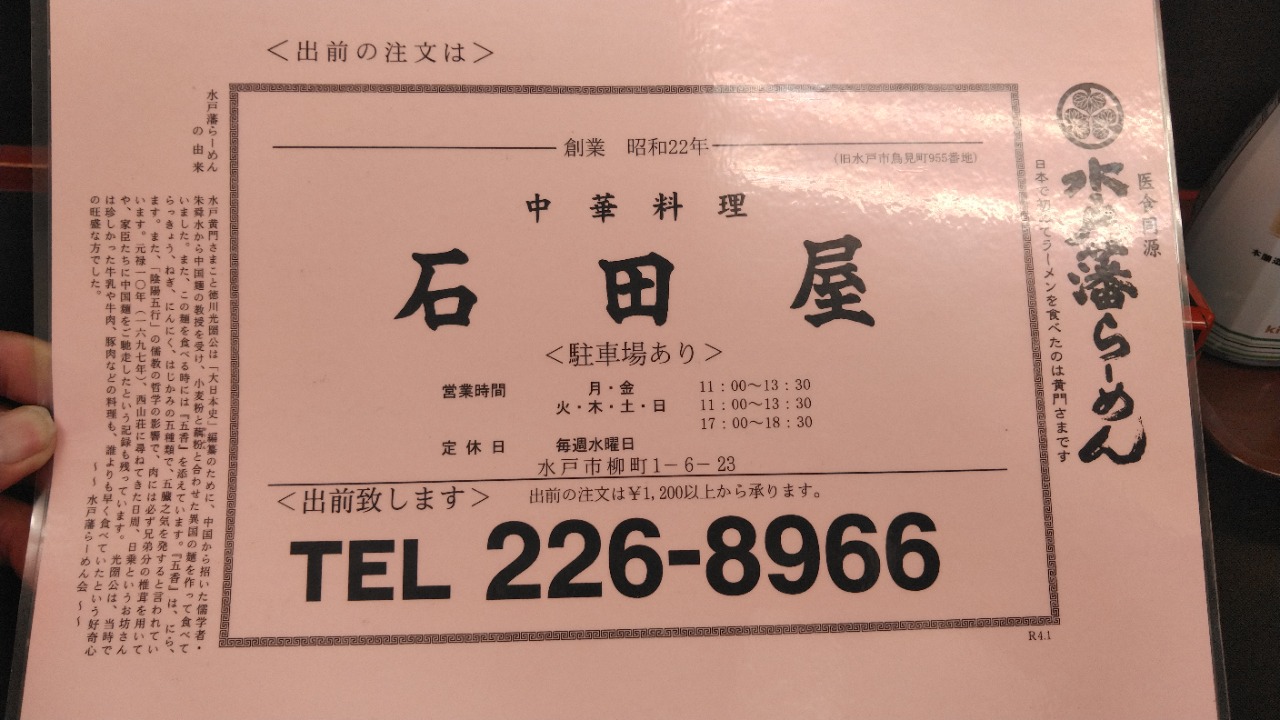 ＜出前の注文は＞
創業　昭和22年
（旧水戸市鳥見町955番地）
中華料理
石田屋
＜駐車場あり＞
営業時間　月・金　11：00～13：30
火・木・土・日　11：00～13：30
17：00～18：30
定休日　毎週水曜日
水戸市柳町1－6－23
＜出前致します＞　出前の注文は￥1,200以上から承ります。
TEL 226-8966
R4.1
医食同源
水戸藩らーめん
日本で初めてラーメンを食べたのは黄門さまです
水戸藩らーめん
の由来
水戸黄門さまこと徳川光圀公は「大日本史」編纂のために、中国から招いた儒学者・
朱舜水から中国麺の教授を受け、小麦粉と藕粉と合わせた異国の麺を作って食べて
いました。また、この麺を食べる時には『五香』を添えています。『五香』は、にら、
らっきょう、ねぎ、にんにく、はじかみの五種類で、五臓之気を発すると言われてい
ます。また、「陰陽五行」の儒教の哲学の影響で、肉には必ず兄弟分の椎茸を用いて
います。元禄一〇年（一六九七年）、西山荘に尋ねてきた日周、日乗というお坊さん
や、家臣たちに中国麺をご馳走したという記録も残っています。　光圀公は、当時で
は珍しかった牛乳や牛肉、豚肉などの料理も、誰よりも早く食べていたという好奇心
の旺盛な方でした。
～水戸藩らーめん会～